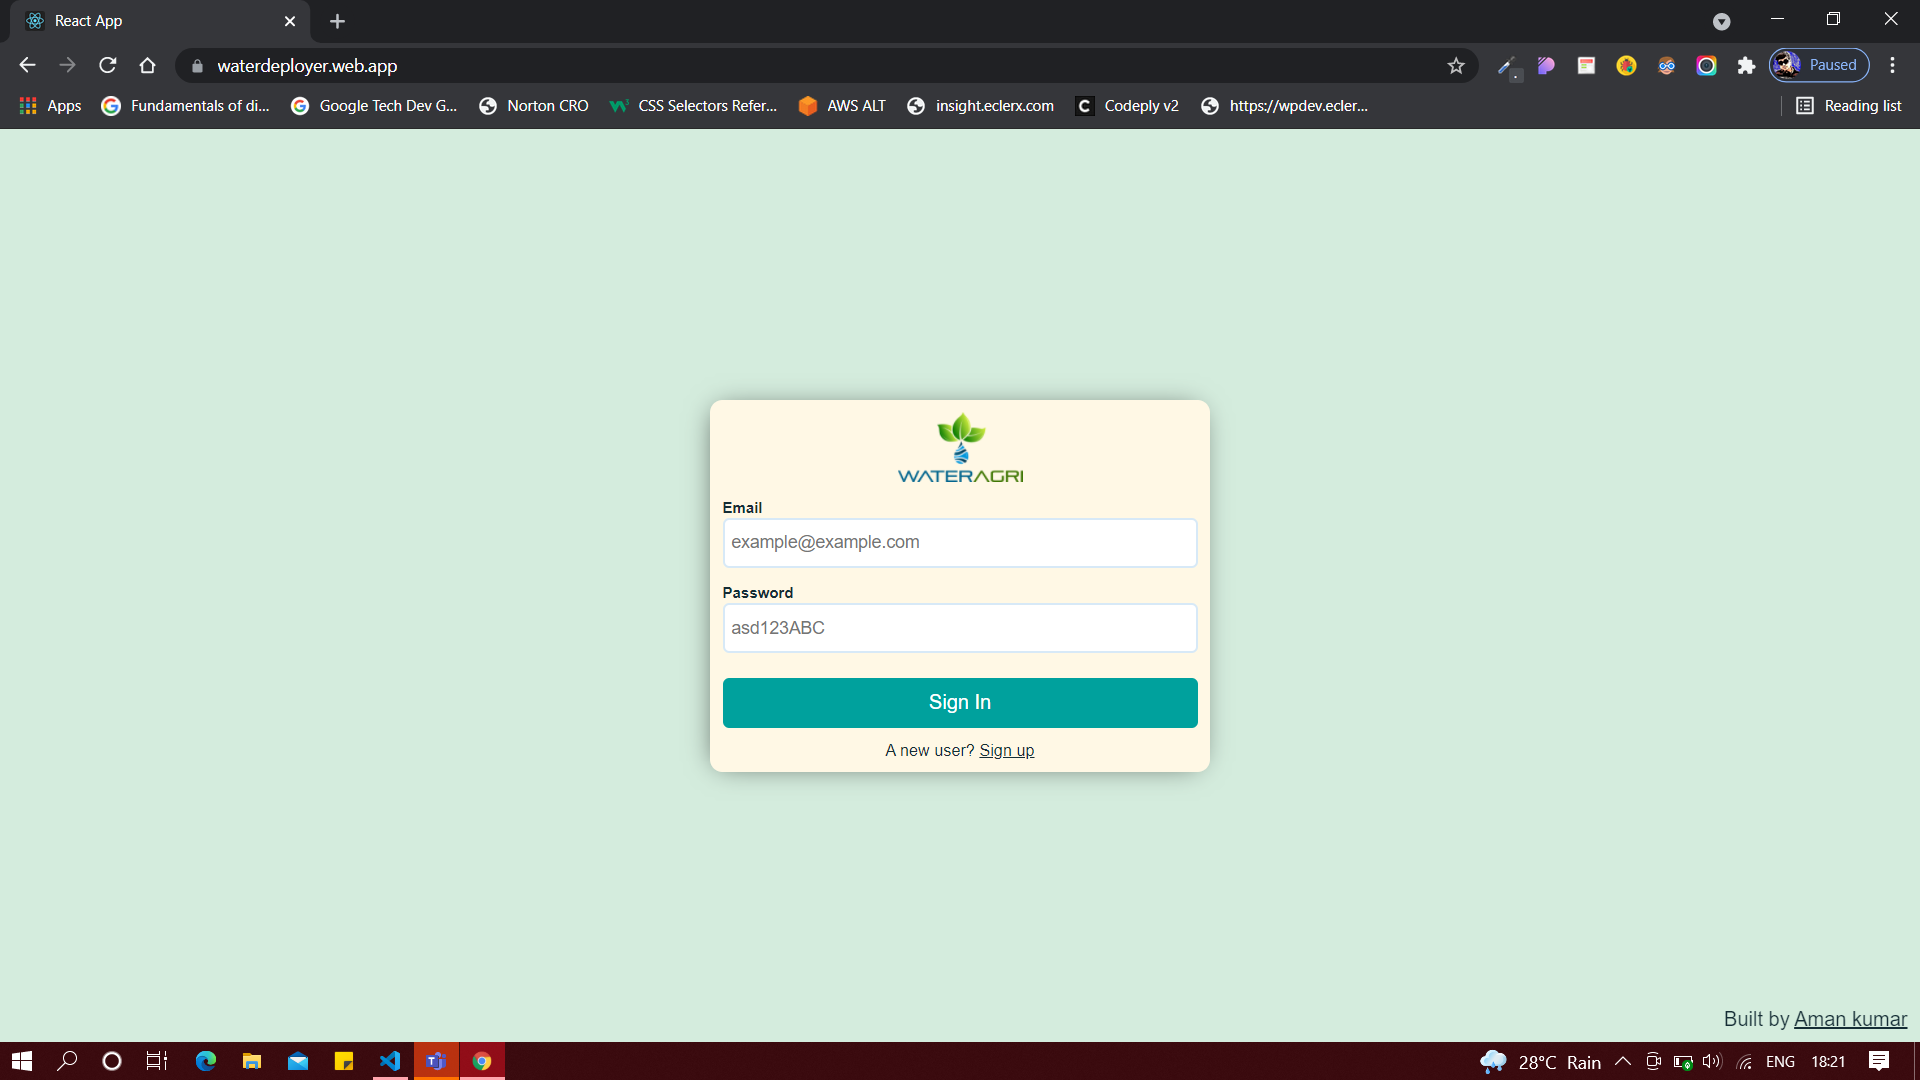 React App
waterdeployer.web.app
Paused
Apps
Fundamentals of di...
Google Tech Dev G...
Norton CRO
CSS Selectors Refer...
AWS ALT
insight.eclerx.com
C
Codeply v2
https://wpdev.ecler...
Reading list
WATERAGRI
Email
example@example.com
Password
asd123ABC
Sign In
A new user? Sign up
Built by Aman kumar
28°C Rain
ENG
18:21